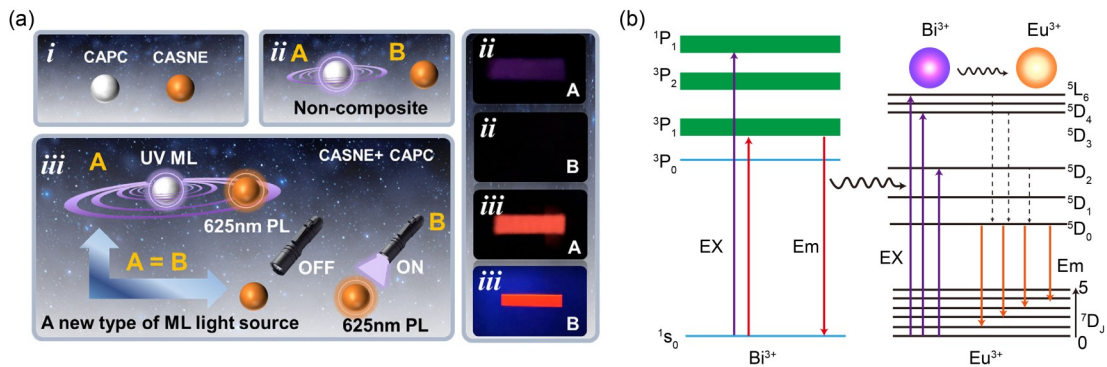 (a)
i
CAPC
CASNE
ii
A
B
Non-composite
iii
A
UV ML
CASNE+ CAPC
625nm PL
B
OFF
ON
A = B
A new type of ML light source
625nm PL
ii
A
ii
B
iii
A
iii
B
(b)
¹P₁
³P₂
³P₁
³P₀
EX
Em
¹s₀
Bi³⁺
Bi³⁺
Eu³⁺
⁵L₆
⁵D₄
⁵D₃
⁵D₂
⁵D₁
⁵D₀
EX
Em
5
⁷D_J
0
Eu³⁺